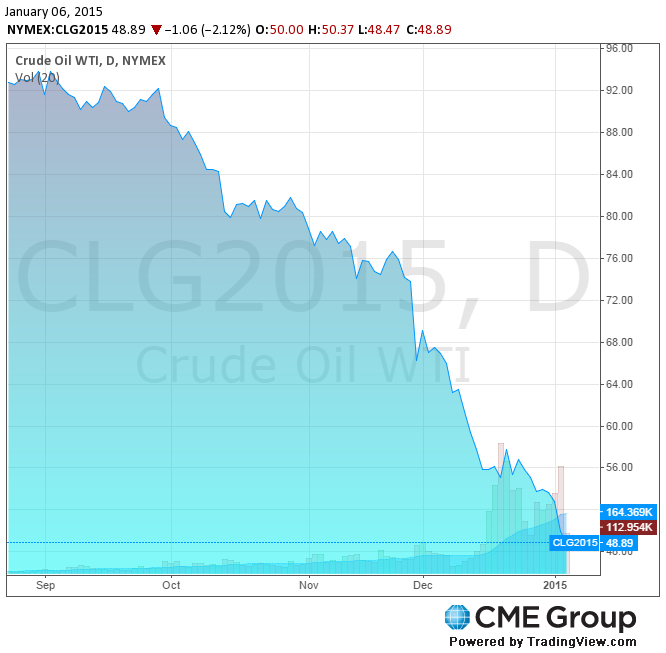 January 06, 2015
NYMEX:CLG2015 48.89 ▼ −1.06 (−2.12%) O:50.00 H:50.37 L:48.47 C:48.89
Crude Oil WTI, D, NYMEX
Vol (20)
96.00
92.00
88.00
84.00
80.00
76.00
CLG2015, D
72.00
68.00
Crude Oil WTI
64.00
60.00
56.00
164.369K
112.954K
CLG2015 48.89
Sep Oct Nov Dec 2015
CME Group
Powered by TradingView.com